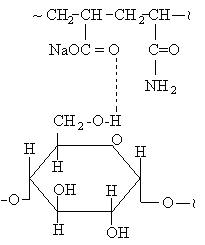 ~ CH2-CH-CH2-CH-~
NaOC=O C=O
NH2
CH2-O-H
H O
H H
H
-O OH H O-~
H OH